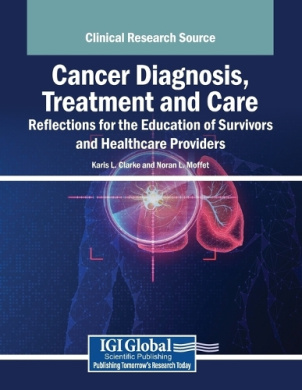 Clinical Research Source
Cancer Diagnosis,
Treatment and Care
Reflections for the Education of Survivors
and Healthcare Providers
Karis L. Clarke and Noran L. Moffet
IGI Global
Scientific Publishing
Publishing Tomorrow's Research Today